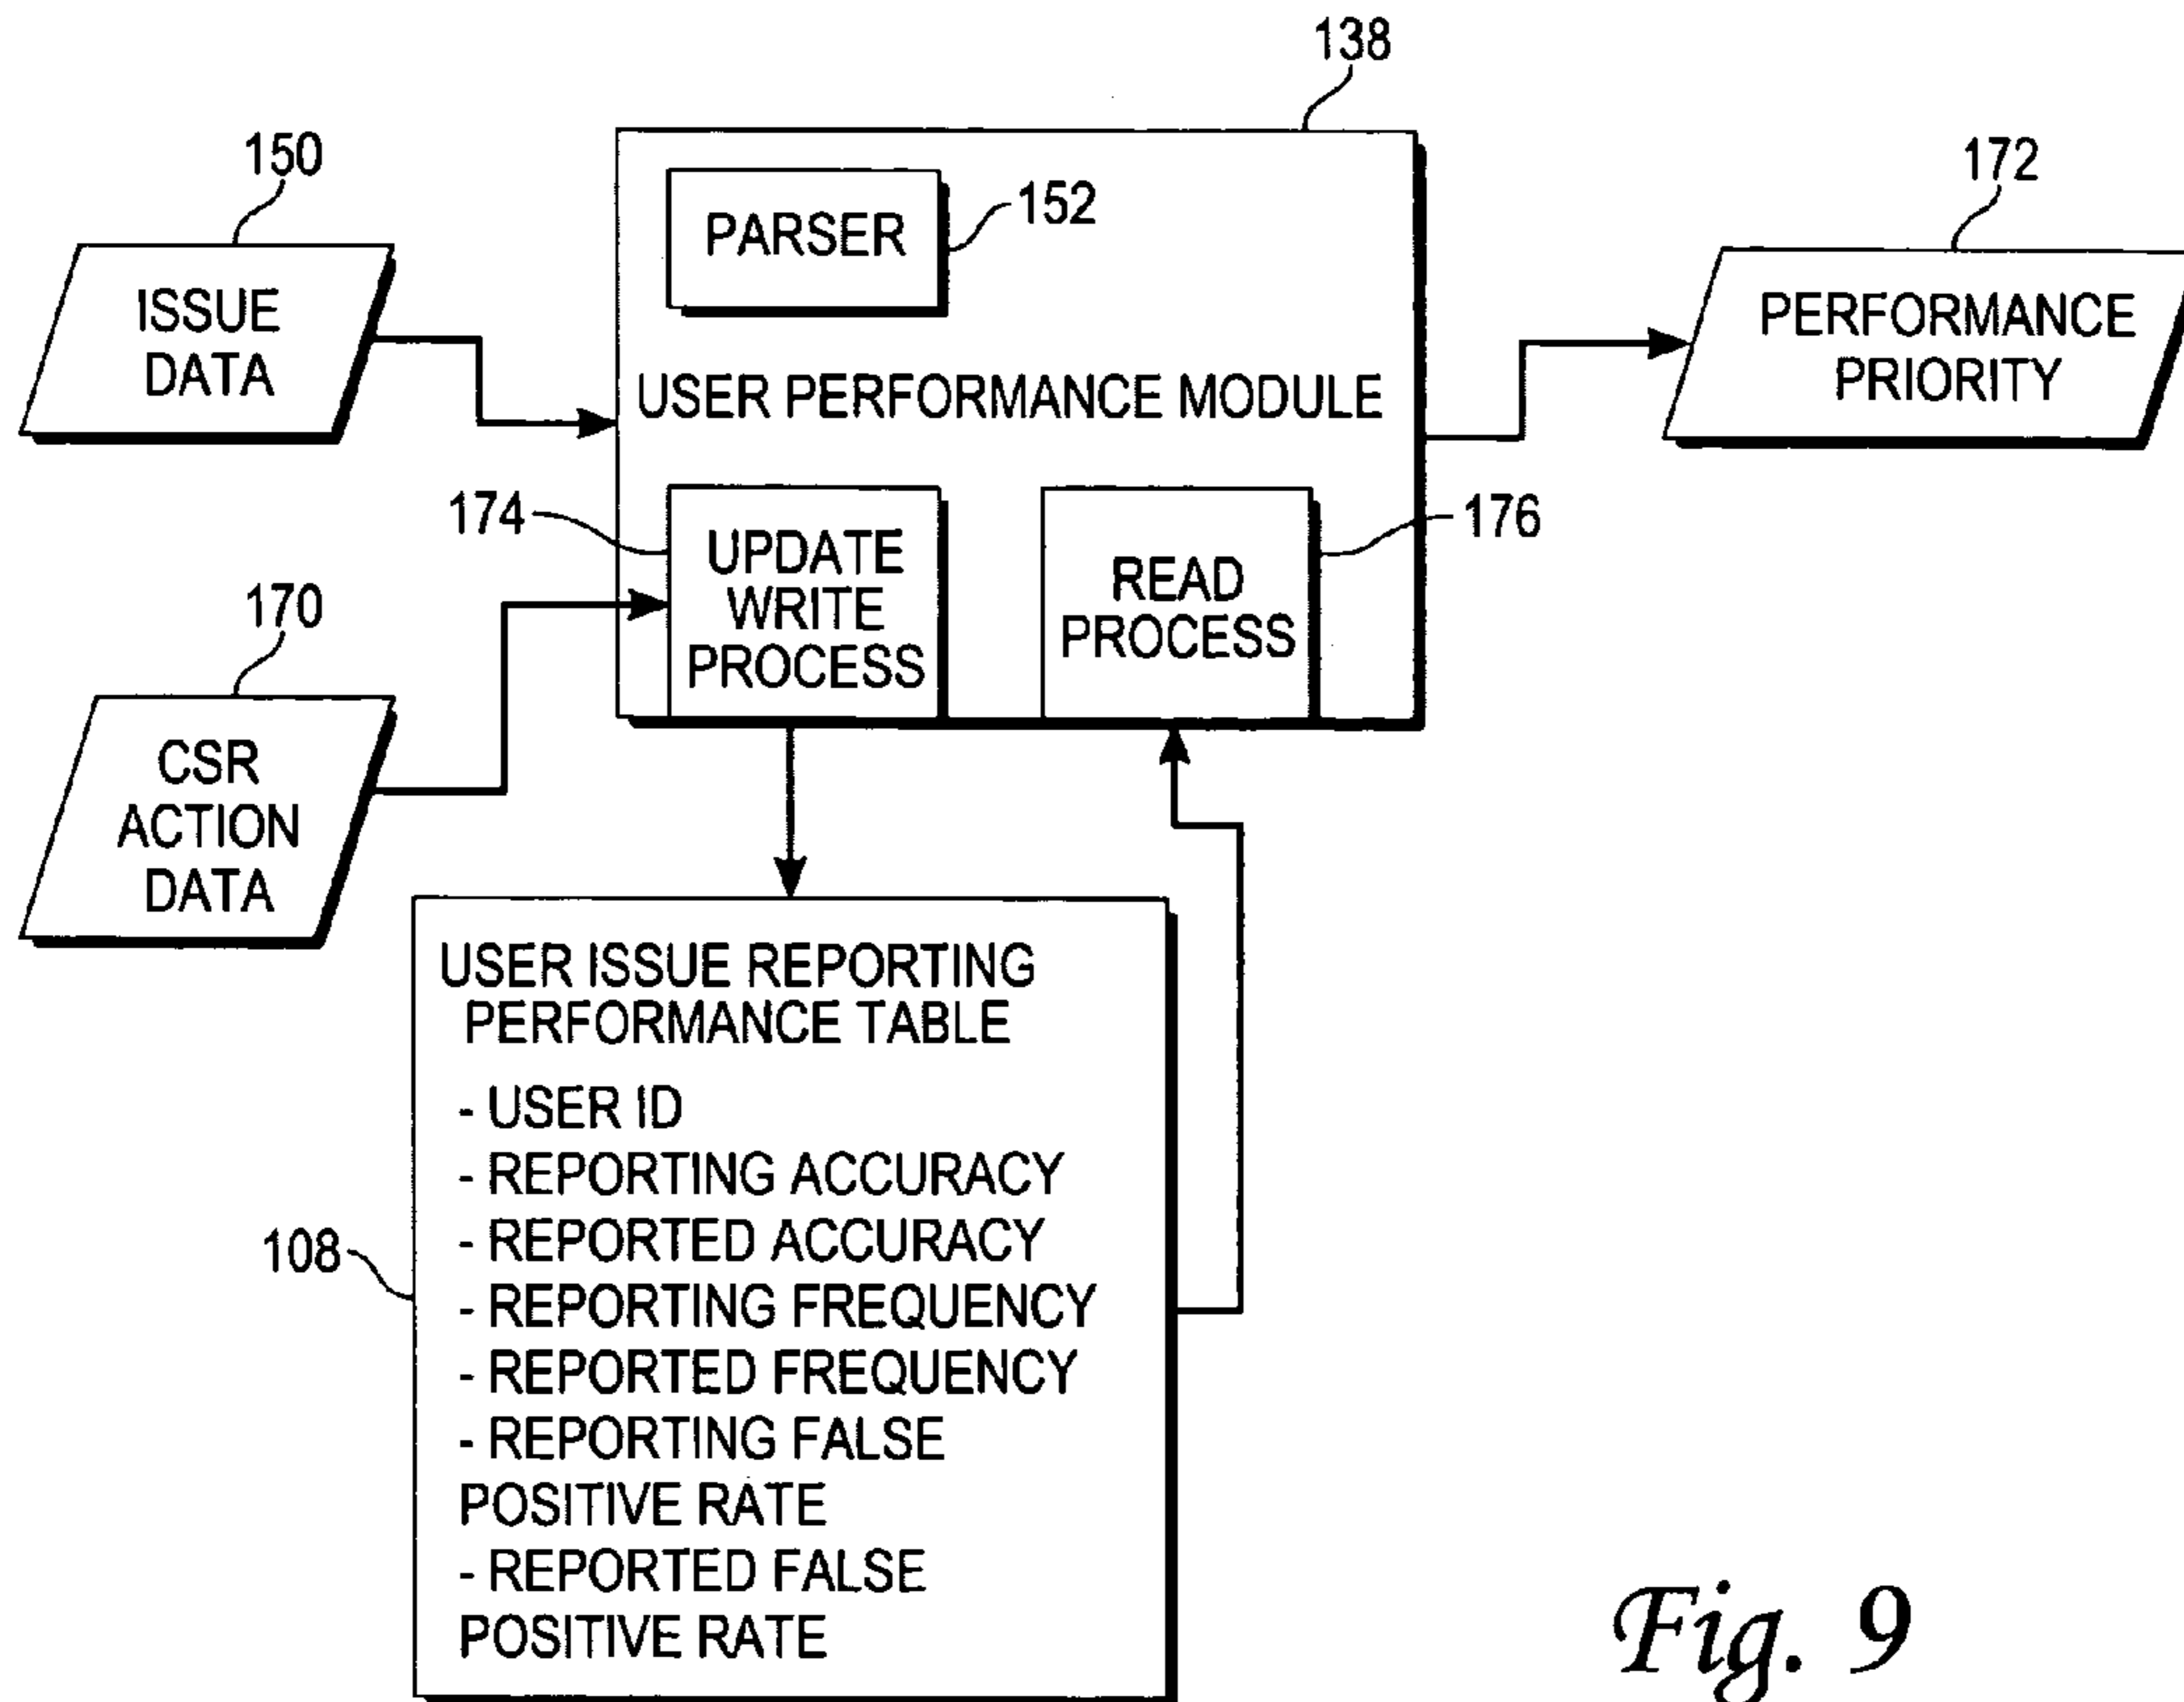 138
150
172
PARSER
152
ISSUE
DATA
PERFORMANCE
PRIORITY
USER PERFORMANCE MODULE
174
176
UPDATE
WRITE
PROCESS
READ
PROCESS
170
CSR
ACTION
DATA
USER ISSUE REPORTING
PERFORMANCE TABLE
- USER ID
- REPORTING ACCURACY
- REPORTED ACCURACY
108
- REPORTING FREQUENCY
- REPORTED FREQUENCY
- REPORTING FALSE
POSITIVE RATE
- REPORTED FALSE
POSITIVE RATE
Fig. 9